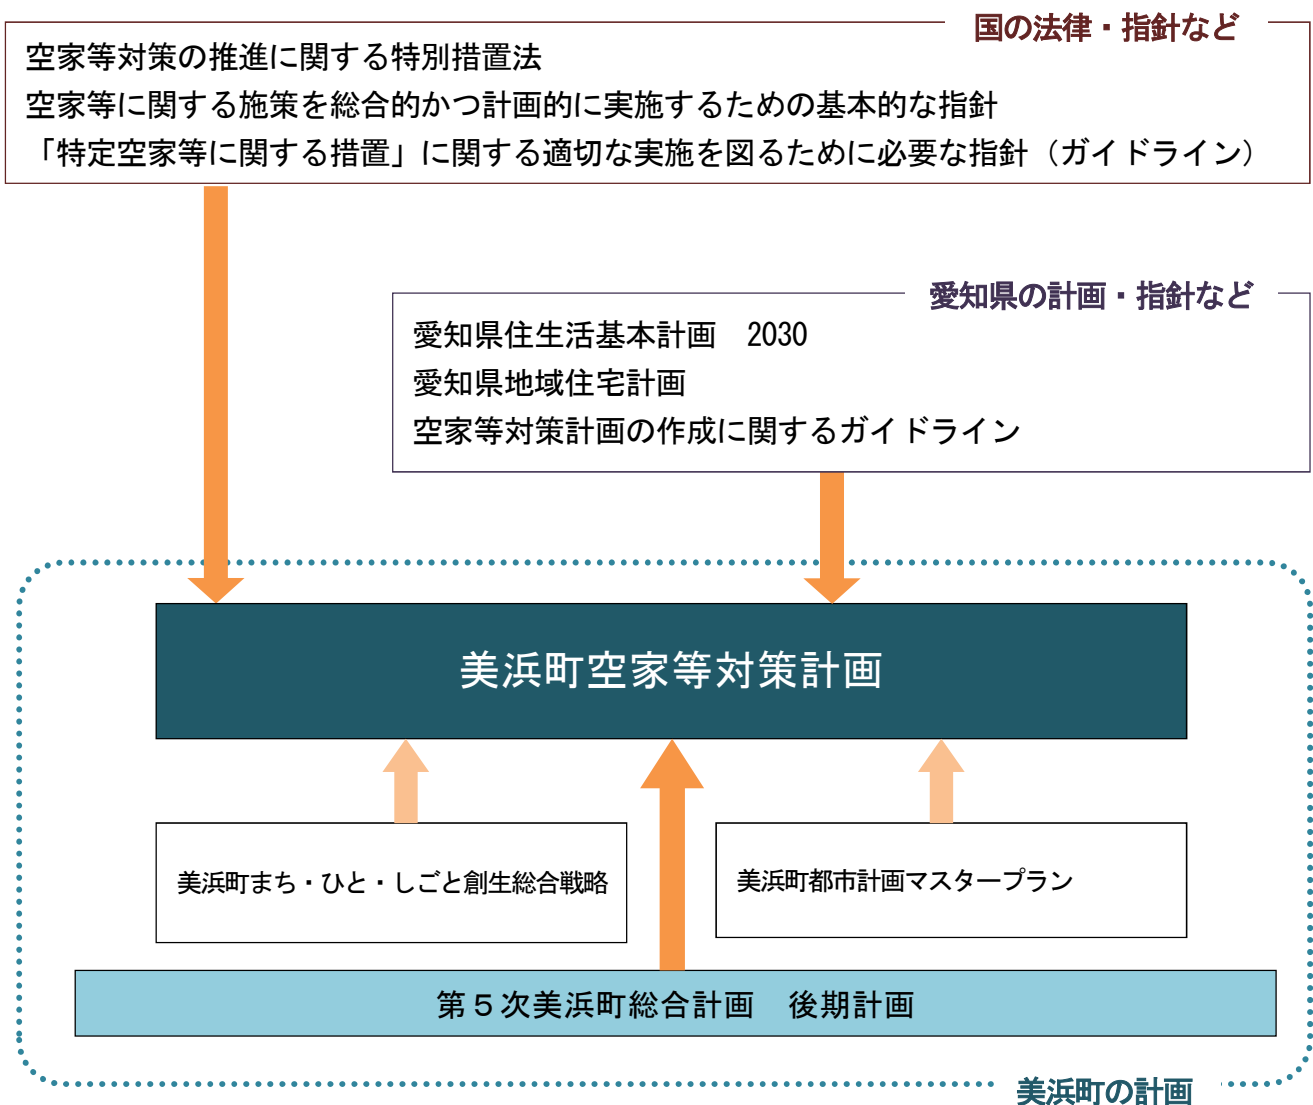 国の法律・指針など
空家等対策の推進に関する特別措置法
空家等に関する施策を総合的かつ計画的に実施するための基本的な指針
「特定空家等に関する措置」に関する適切な実施を図るために必要な指針（ガイドライン）
愛知県の計画・指針など
愛知県住生活基本計画　2030
愛知県地域住宅計画
空家等対策計画の作成に関するガイドライン
美浜町空家等対策計画
美浜町まち・ひと・しごと創生総合戦略
美浜町都市計画マスタープラン
第５次美浜町総合計画　後期計画
美浜町の計画